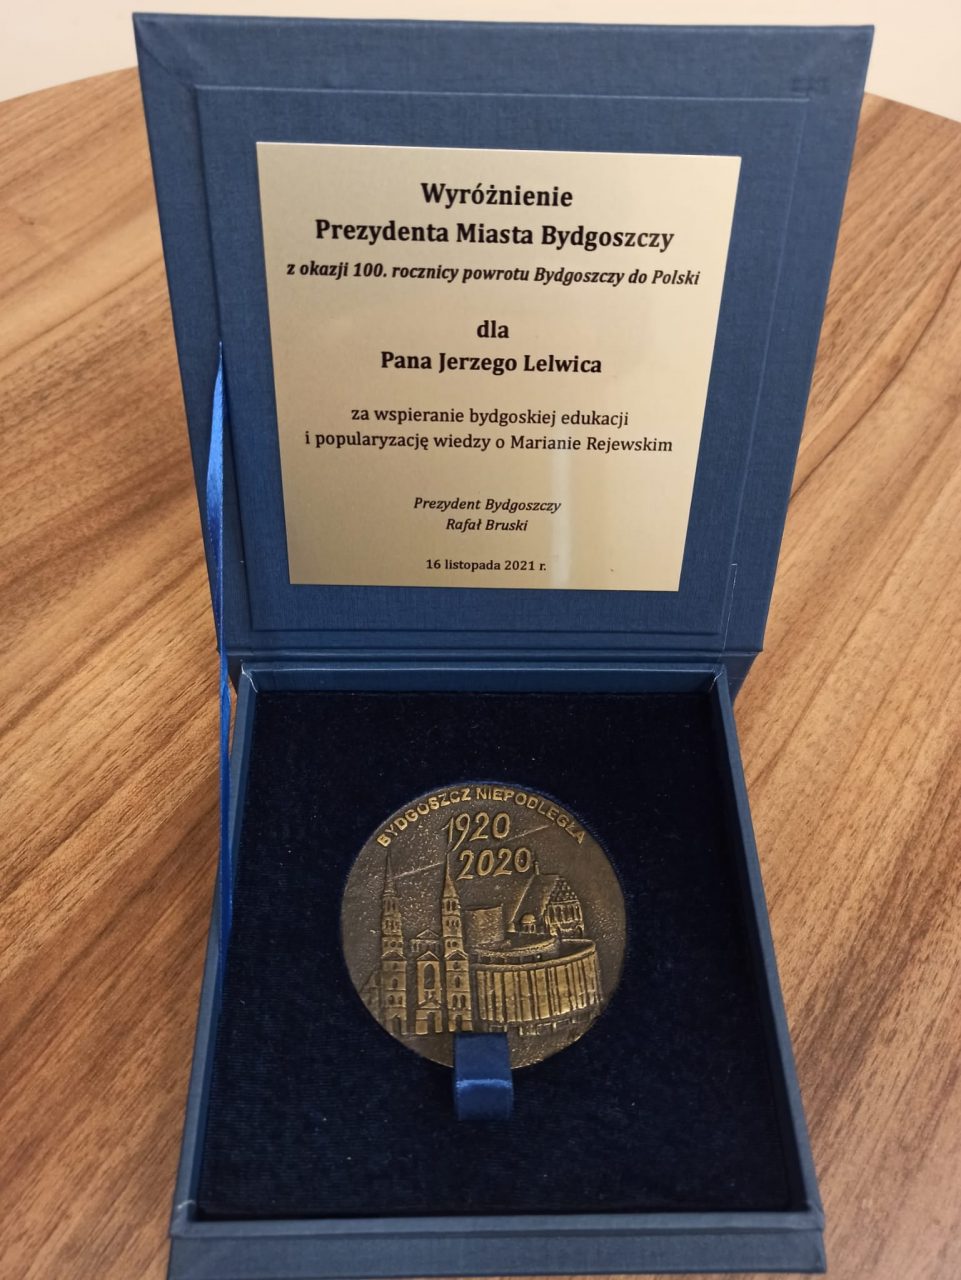 Wyróżnienie
Prezydenta Miasta Bydgoszczy
z okazji 100. rocznicy powrotu Bydgoszczy do Polski
dla
Pana Jerzego Lelwica
za wspieranie bydgoskiej edukacji
i popularyzację wiedzy o Marianie Rejewskim
Prezydent Bydgoszczy
Rafał Bruski
16 listopada 2021 r.
BYDGOSZCZ NIEPODLEGŁA
1920
2020